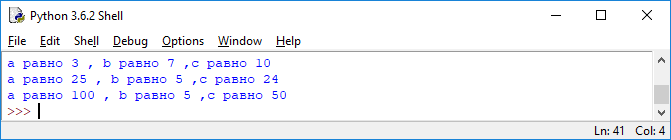 Python 3.6.2 Shell
File Edit Shell Debug Options Window Help
а равно 3 , b равно 7 ,с равно 10
а равно 25 , b равно 5 ,с равно 24
а равно 100 , b равно 5 ,с равно 50
>>>
Ln: 41 Col: 4